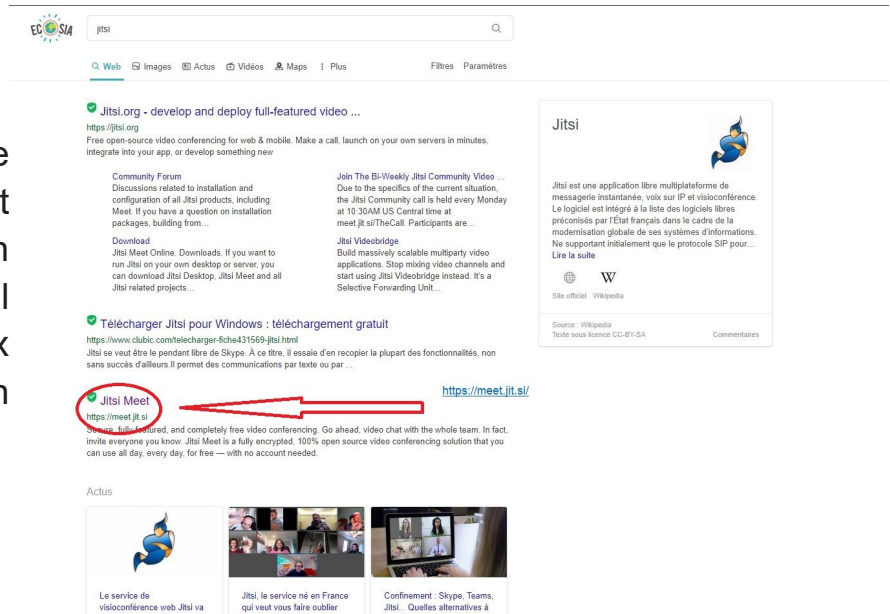 ECOSIA
jitsi
Web Images Actus Vidéos Maps Plus Filtres Paramètres
e
t
n
l
x
n
Jitsi.org - develop and deploy full-featured video ...
https://jitsi.org
Free open-source video conferencing for web & mobile. Make a call, launch on your own servers in minutes,
integrate into your app, or develop something new
Community Forum
Discussions related to installation and
configuration of all Jitsi products, including
Meet. If you have a question on installation
packages, building from...
Join The Bi-Weekly Jitsi Community Video ...
Due to the specifics of the current situation,
the Jitsi Community call is held every Monday
at 10:30AM US Central time at
meet.jit.si/TheCall. Participants are...
Download
Jitsi Meet Online. Downloads. If you want to
run Jitsi on your own desktop or server, you
can download Jitsi Desktop, Jitsi Meet and all
Jitsi related projects...
Jitsi Videobridge
Build massively scalable multiparty video
applications. Stop mixing video channels and
start using Jitsi Videobridge instead. It's a
Selective Forwarding Unit...
Télécharger Jitsi pour Windows : téléchargement gratuit
https://www.clubic.com/telecharger-fiche431569-jitsi.html
Jitsi se veut être le pendant libre de Skype. À ce titre, il essaie d'en recopier la plupart des fonctionnalités, non
sans succès d'ailleurs.Il permet des communications par texte ou par ...
Jitsi Meet
https://meet.jit.si
https://meet.jit.si/
Secure, fully featured, and completely free video conferencing. Go ahead, video chat with the whole team. In fact,
invite everyone you know. Jitsi Meet is a fully encrypted, 100% open source video conferencing solution that you
can use all day, every day, for free — with no account needed.
Actus
Le service de
visioconférence web Jitsi va
Jitsi, le service né en France
qui veut vous faire oublier
Confinement : Skype, Teams,
Jitsi... Quelles alternatives à
Jitsi
Jitsi est une application libre multiplateforme de
messagerie instantanée, voix sur IP et visioconférence.
Le logiciel est intégré à la liste des logiciels libres
préconisés par l'État français dans le cadre de la
modernisation globale de ses systèmes d'informations.
Ne supportant initialement que le protocole SIP pour...
Lire la suite
W
Site officiel Wikipedia
Source : Wikipedia
Texte sous licence CC-BY-SA Commentaires